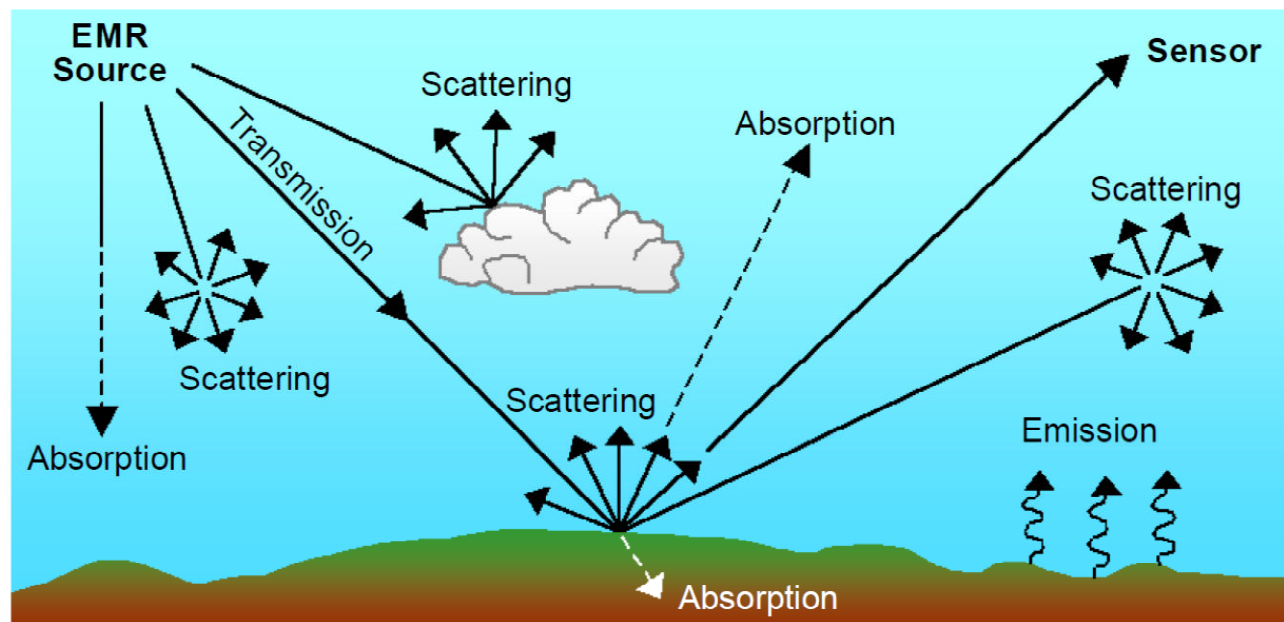 EMR
Source
Sensor
Scattering
Absorption
Transmission
Scattering
Scattering
Absorption
Scattering
Emission
Absorption